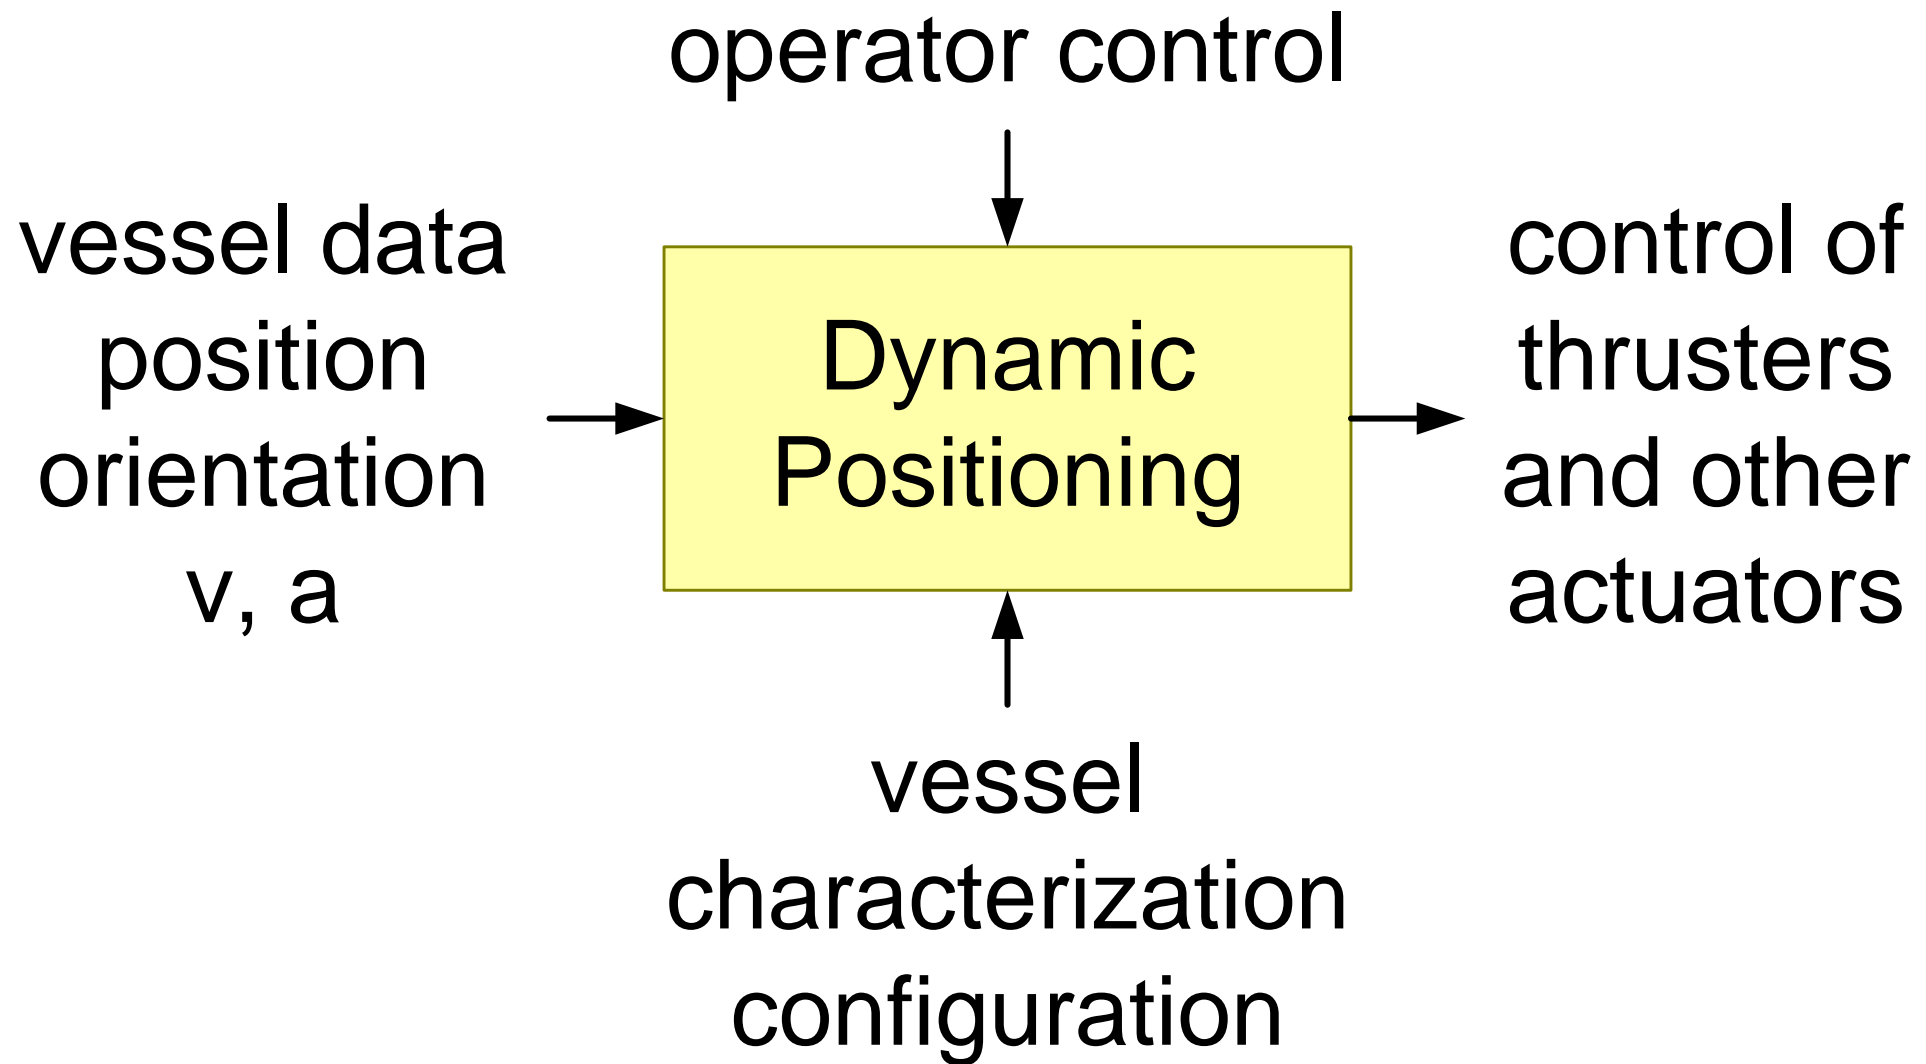 operator control
vessel data
position
orientation
v, a
Dynamic
Positioning
control of
thrusters
and other
actuators
vessel
characterization
configuration